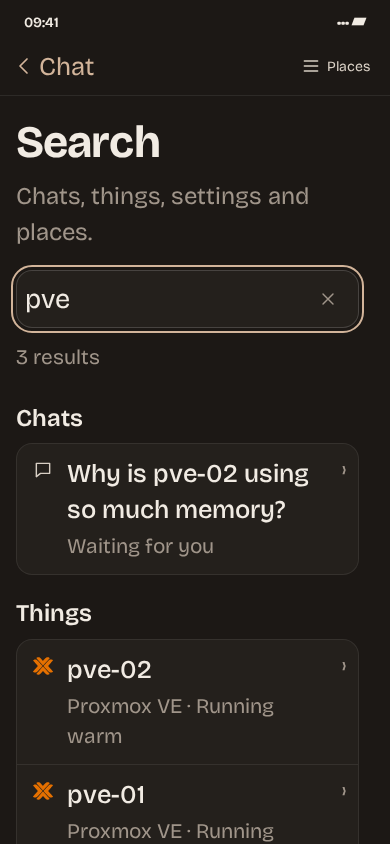 09:41
Chat
Places
Search
Chats, things, settings and
places.
pve
3 results
Chats
Why is pve-02 using
so much memory?
Waiting for you
Things
pve-02
Proxmox VE · Running
warm
pve-01
Proxmox VE · Running